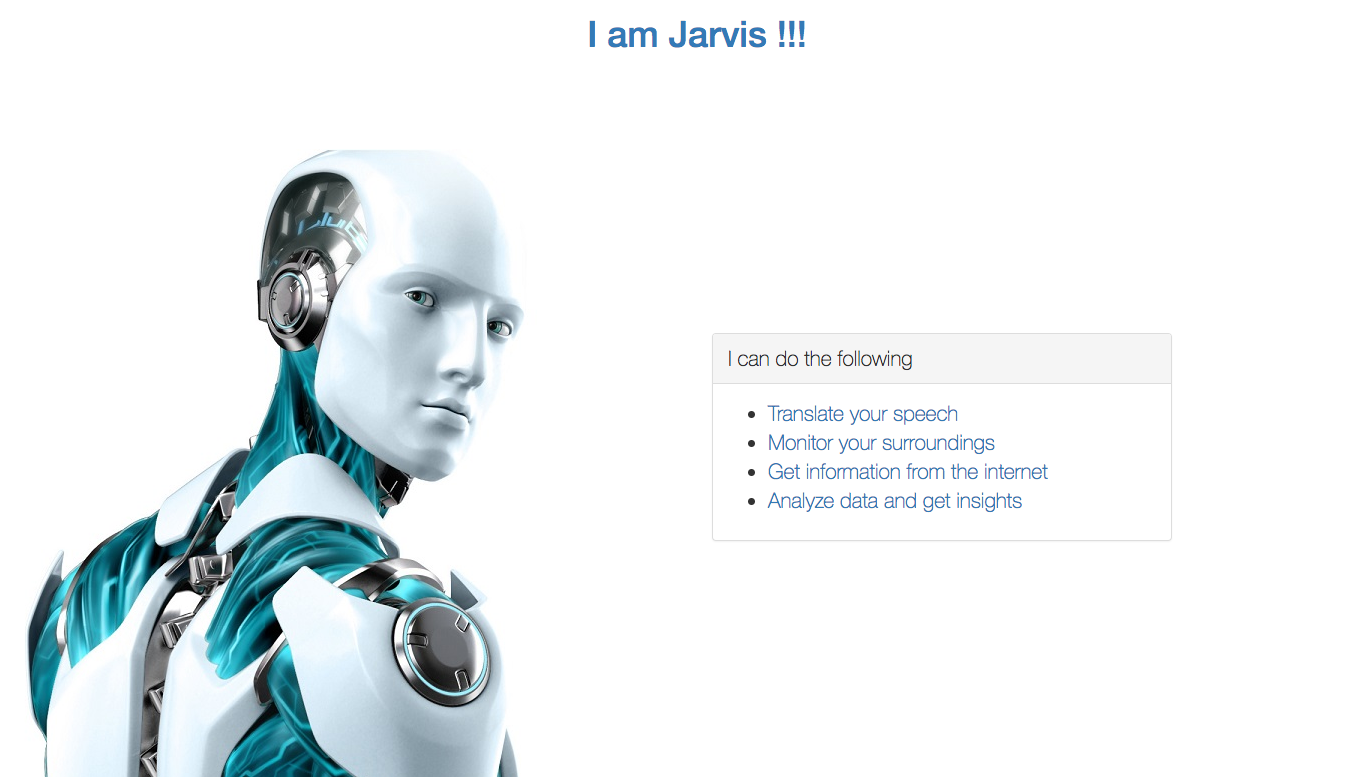 I am Jarvis !!!
I can do the following
Translate your speech
Monitor your surroundings
Get information from the internet
Analyze data and get insights